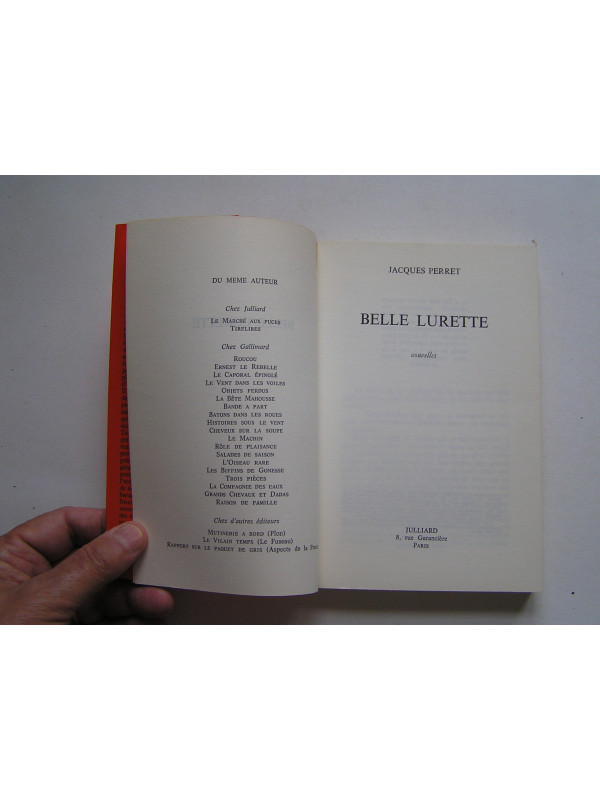 DU MEME AUTEUR
Chez Julliard
LE MARCHÉ AUX PUCES
TIRELIRES
Chez Gallimard
ROUCOU
ERNEST LE REBELLE
LE CAPORAL ÉPINGLÉ
LE VENT DANS LES VOILES
OBJETS PERDUS
LA BÊTE MAHOUSSE
BANDE A PART
BATONS DANS LES ROUES
HISTOIRES SOUS LE VENT
CHEVEUX SUR LA SOUPE
LE MACHIN
RÔLE DE PLAISANCE
SALADES DE SAISON
L'OISEAU RARE
LES BIFFINS DE GONESSE
TROIS PIÈCES
LA COMPAGNIE DES EAUX
GRANDS CHEVAUX ET DADAS
RAISON DE FAMILLE
Chez d'autres éditeurs
MUTINERIE A BORD (Plon)
LE VILAIN TEMPS (Le Fuseau)
RAPPORT SUR LE PAQUET DE GRIS (Aspects de la
JACQUES PERRET
BELLE LURETTE
nouvelles
JULLIARD
8, rue Garancière
PARIS